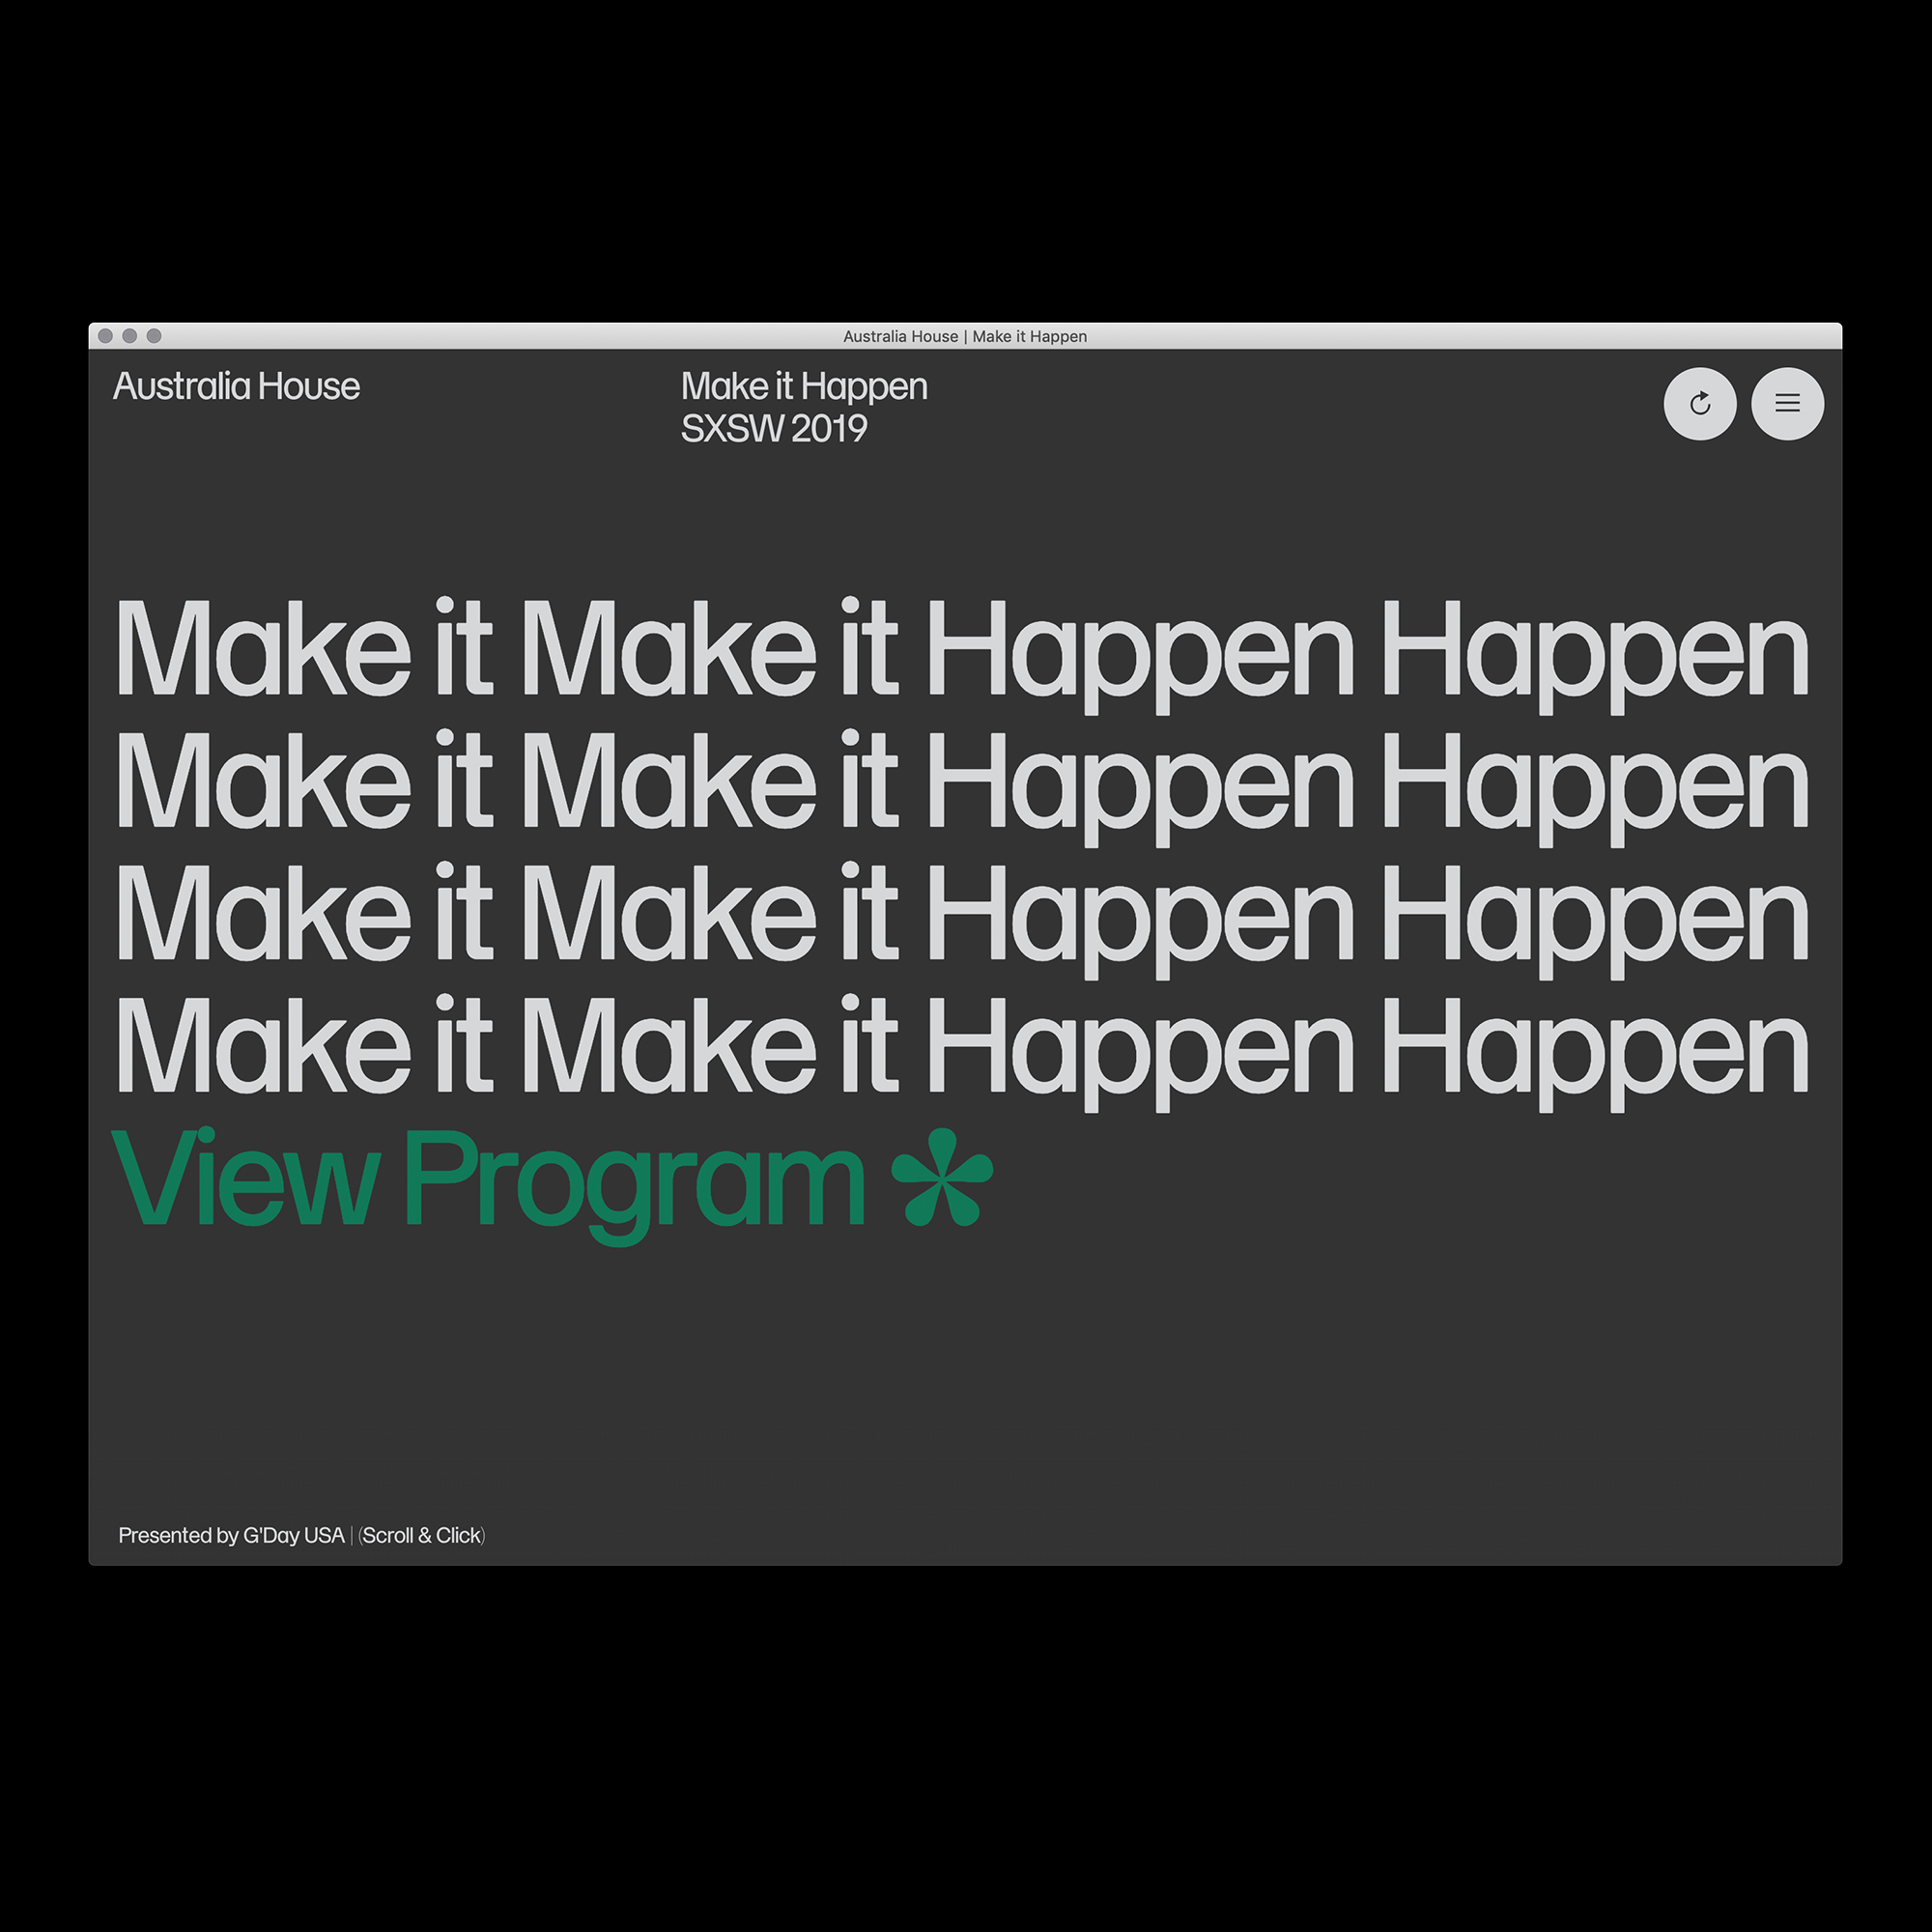 Australia House | Make it Happen
Australia House
Make it Happen
SXSW 2019
Make it Make it Happen Happen
Make it Make it Happen Happen
Make it Make it Happen Happen
Make it Make it Happen Happen
View Program *
Presented by G'Day USA | (Scroll & Click)